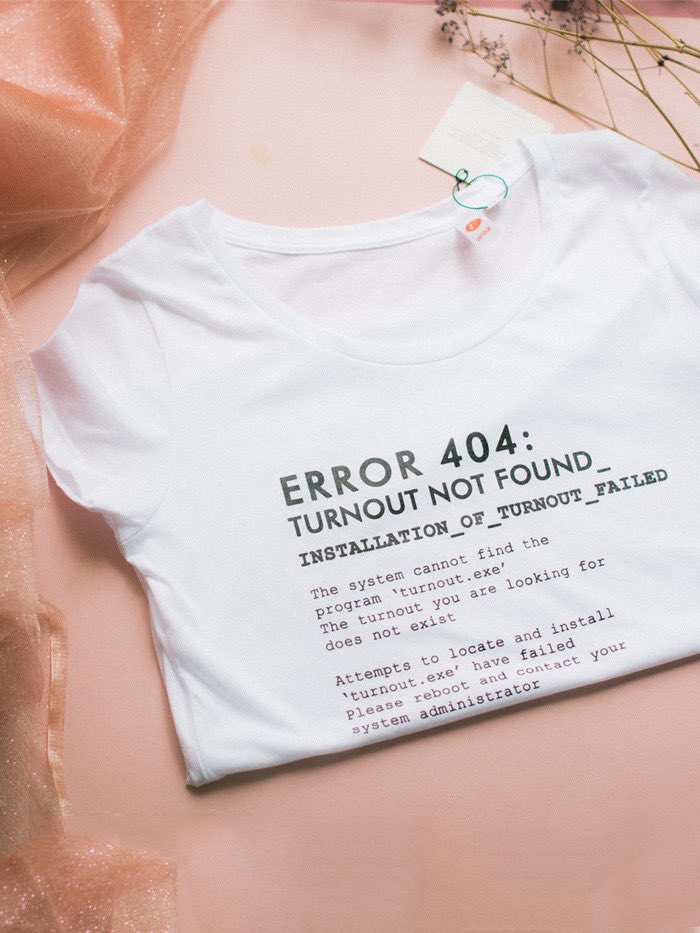 ERROR 404:
TURNOUT NOT FOUND_
INSTALLATION_OF_TURNOUT_FAILED
The system cannot find the
program ‘turnout.exe’
The turnout you are looking for
does not exist
Attempts to locate and install
‘turnout.exe’ have failed
Please reboot and contact your
system administrator